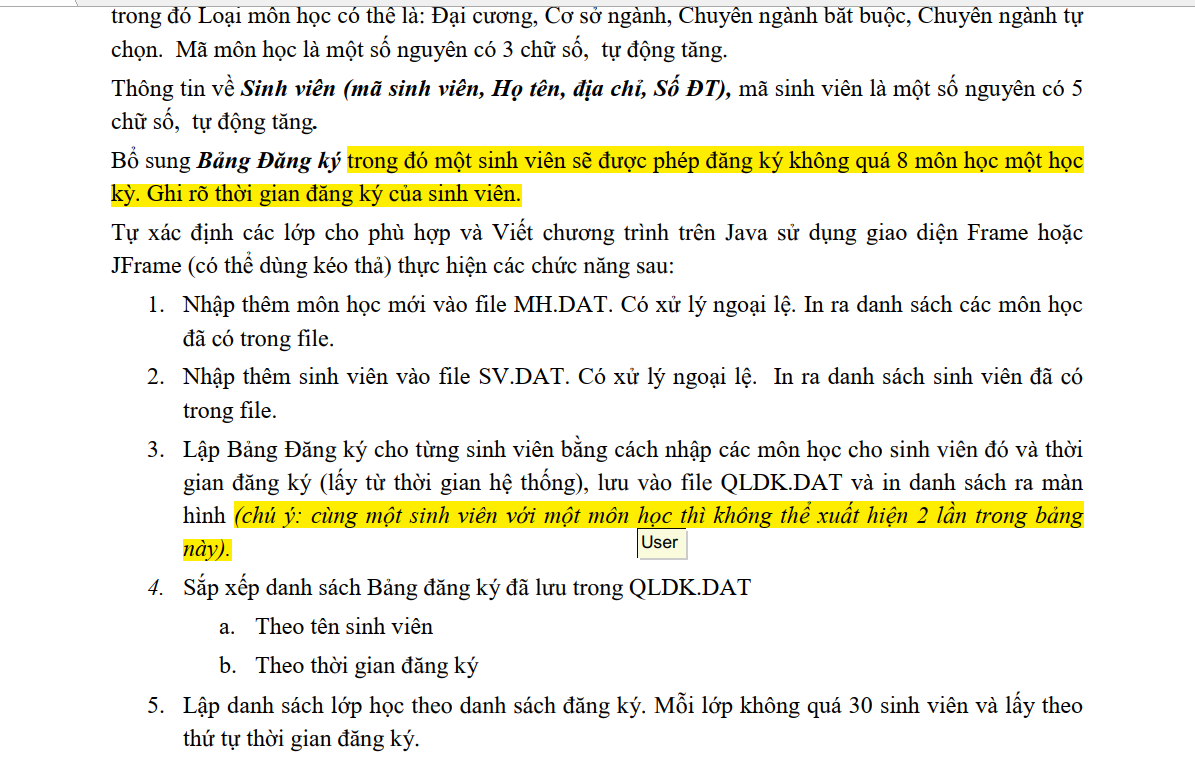 trong đó Loại môn học có thể là: Đại cương, Cơ sở ngành, Chuyên ngành bắt buộc, Chuyên ngành tự
chọn. Mã môn học là một số nguyên có 3 chữ số, tự động tăng.
Thông tin về Sinh viên (mã sinh viên, Họ tên, địa chỉ, Số ĐT), mã sinh viên là một số nguyên có 5
chữ số, tự động tăng.
Bổ sung Bảng Đăng ký trong đó một sinh viên sẽ được phép đăng ký không quá 8 môn học một học
kỳ. Ghi rõ thời gian đăng ký của sinh viên.
Tự xác định các lớp cho phù hợp và Viết chương trình trên Java sử dụng giao diện Frame hoặc
JFrame (có thể dùng kéo thả) thực hiện các chức năng sau:
1. Nhập thêm môn học mới vào file MH.DAT. Có xử lý ngoại lệ. In ra danh sách các môn học
đã có trong file.
2. Nhập thêm sinh viên vào file SV.DAT. Có xử lý ngoại lệ. In ra danh sách sinh viên đã có
trong file.
3. Lập Bảng Đăng ký cho từng sinh viên bằng cách nhập các môn học cho sinh viên đó và thời
gian đăng ký (lấy từ thời gian hệ thống), lưu vào file QLDK.DAT và in danh sách ra màn
hình (chú ý: cùng một sinh viên với một môn học thì không thể xuất hiện 2 lần trong bảng
này).
User
4. Sắp xếp danh sách Bảng đăng ký đã lưu trong QLDK.DAT
a. Theo tên sinh viên
b. Theo thời gian đăng ký
5. Lập danh sách lớp học theo danh sách đăng ký. Mỗi lớp không quá 30 sinh viên và lấy theo
thứ tự thời gian đăng ký.